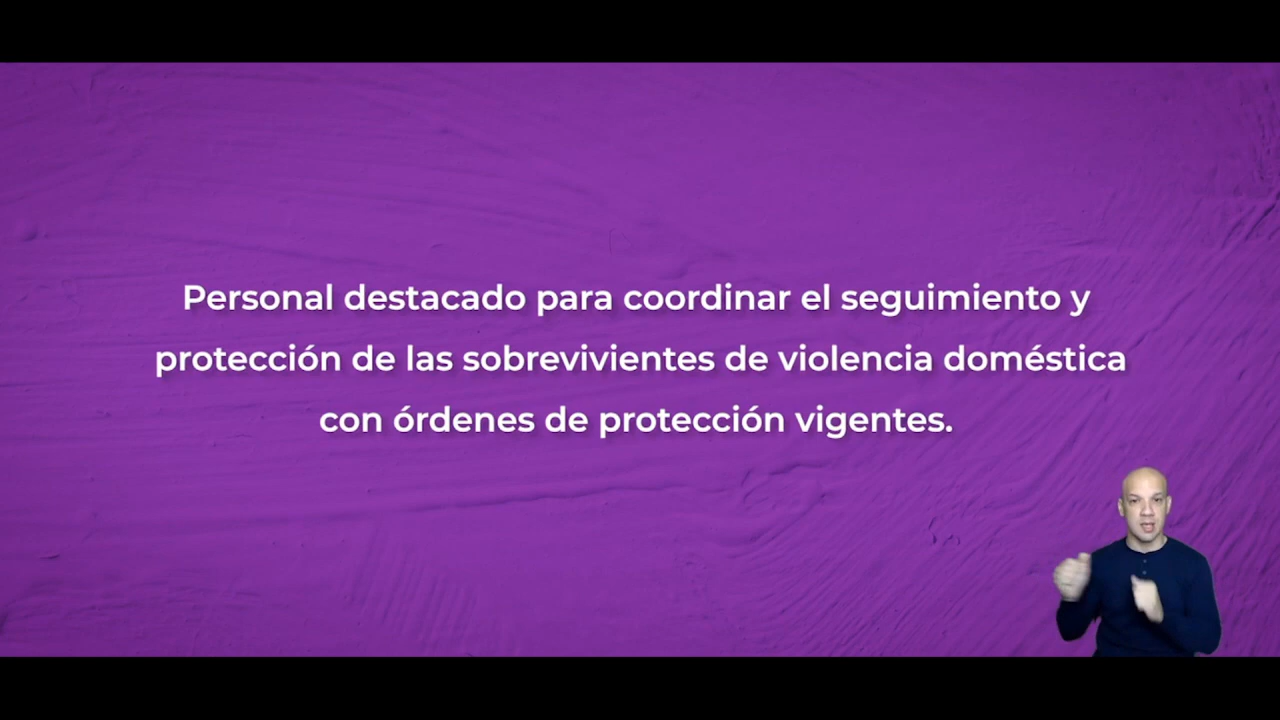 Personal destacado para coordinar el seguimiento y
protección de las sobrevivientes de violencia doméstica
con órdenes de protección vigentes.